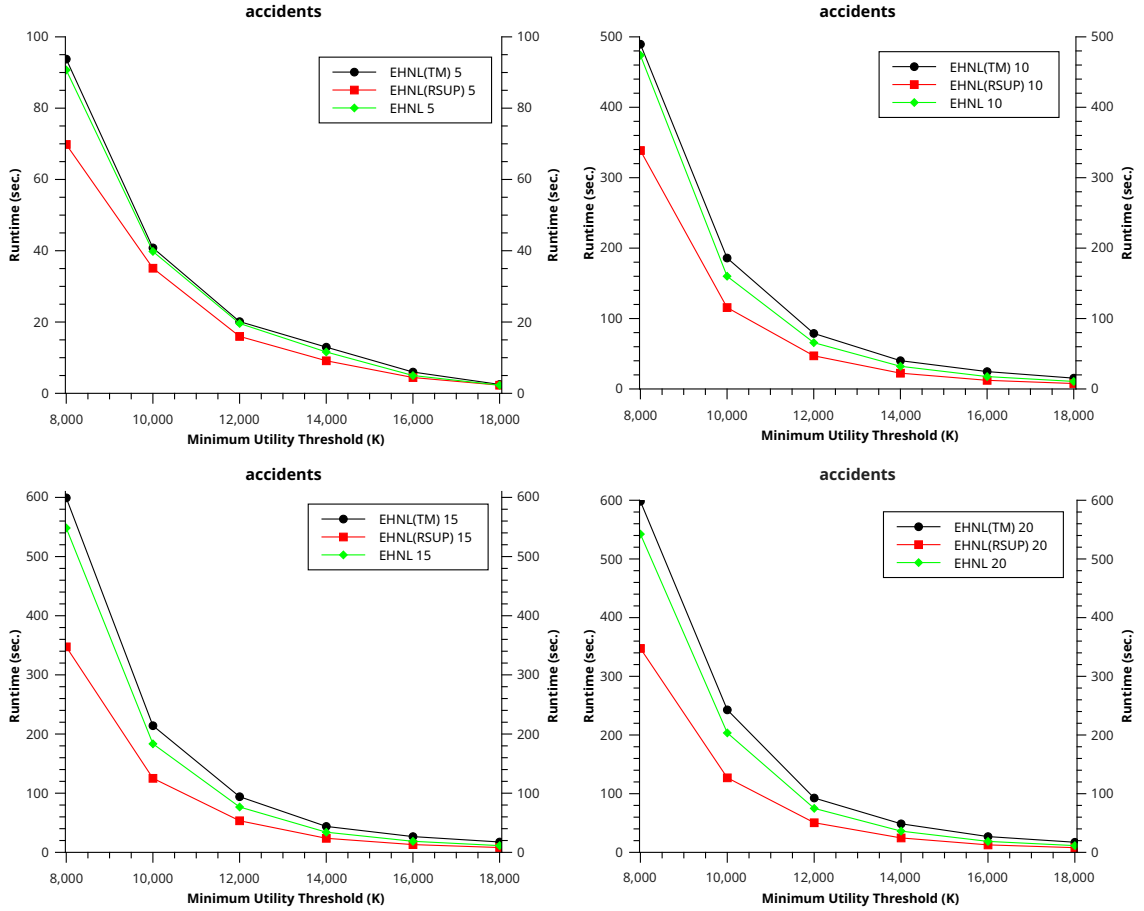 accidents
100
80
60
40
20
0
Runtime (sec.)
EHNL(TM) 5
EHNL(RSUP) 5
EHNL 5
100
80
60
40
20
0
Runtime (sec.)
8,000 10,000 12,000 14,000 16,000 18,000
Minimum Utility Threshold (K)
accidents
500
400
300
200
100
0
Runtime (sec.)
EHNL(TM) 10
EHNL(RSUP) 10
EHNL 10
500
400
300
200
100
0
Runtime (sec.)
8,000 10,000 12,000 14,000 16,000 18,000
Minimum Utility Threshold (K)
accidents
600
500
400
300
200
100
0
Runtime (sec.)
EHNL(TM) 15
EHNL(RSUP) 15
EHNL 15
600
500
400
300
200
100
0
Runtime (sec.)
8,000 10,000 12,000 14,000 16,000 18,000
Minimum Utility Threshold (K)
accidents
600
500
400
300
200
100
0
Runtime (sec.)
EHNL(TM) 20
EHNL(RSUP) 20
EHNL 20
600
500
400
300
200
100
0
Runtime (sec.)
8,000 10,000 12,000 14,000 16,000 18,000
Minimum Utility Threshold (K)